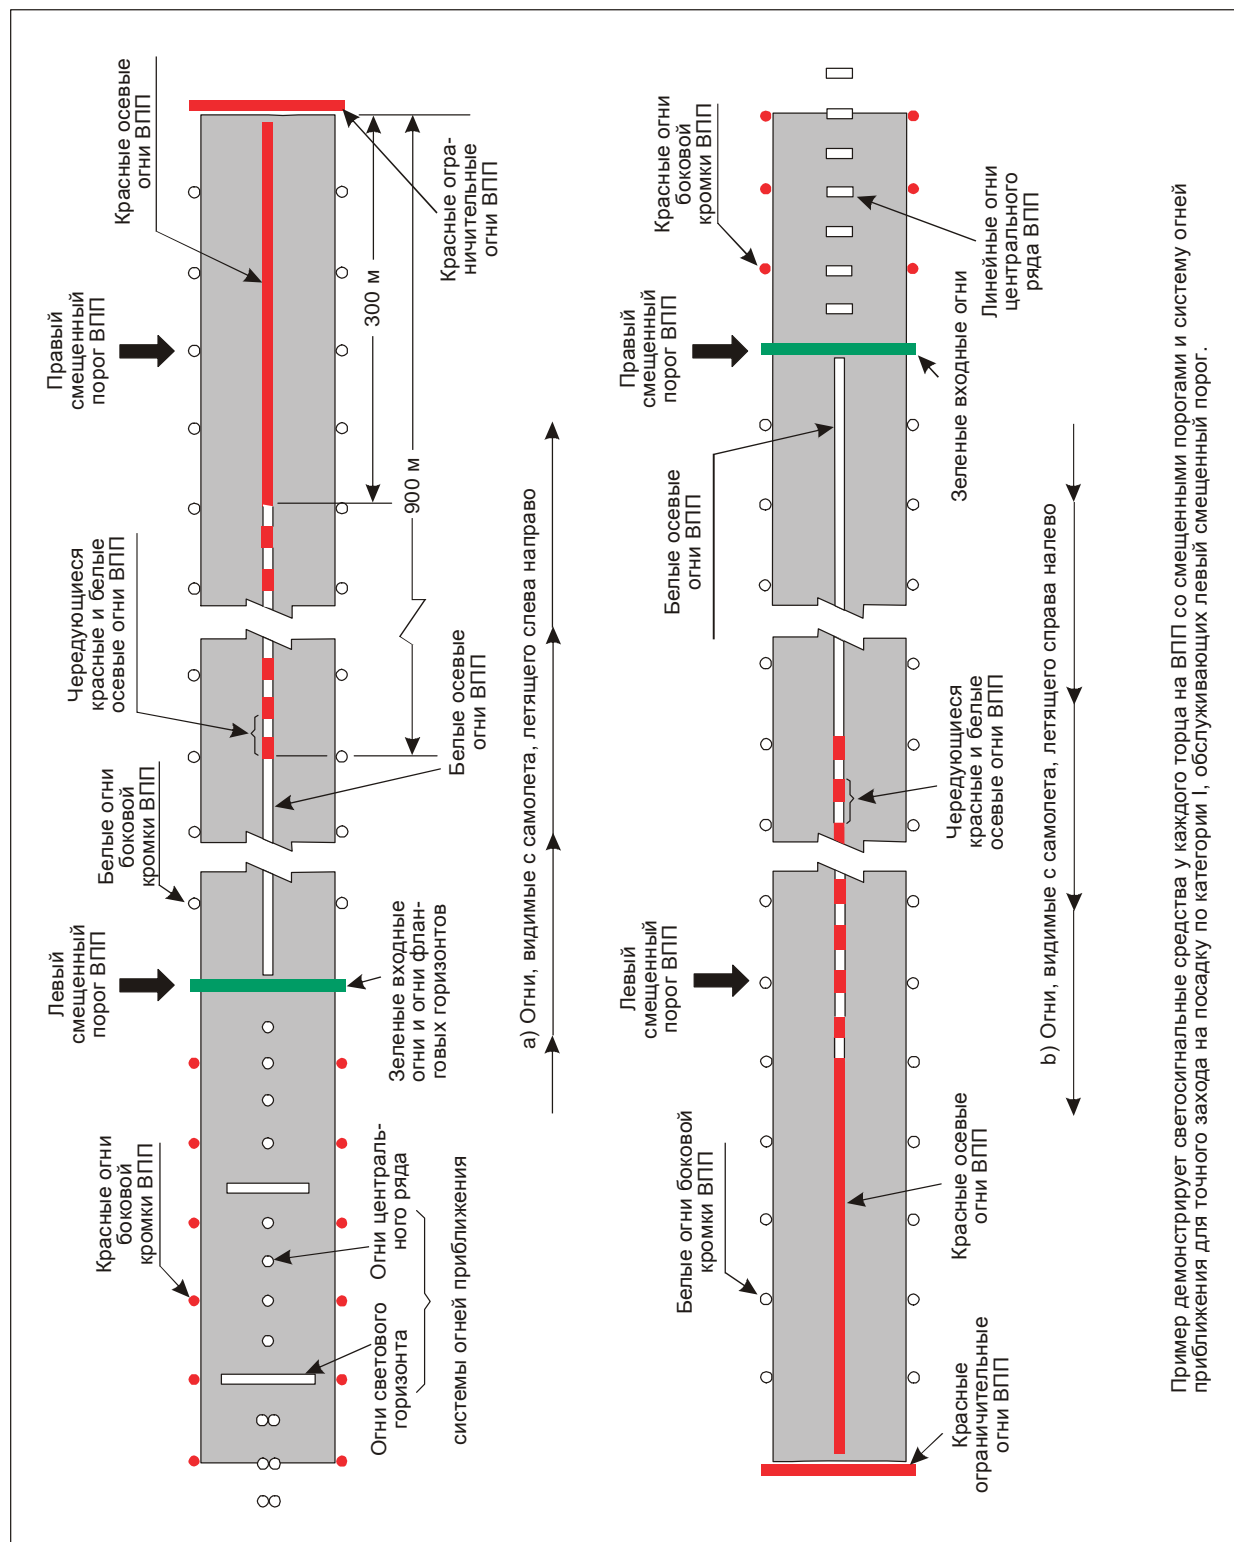 Красные осевые
огни ВПП
Правый
смещенный
порог ВПП
Чередующиеся
красные и белые
осевые огни ВПП
Белые огни
боковой
кромки ВПП
Левый
смещенный
порог ВПП
Красные огни
боковой
кромки ВПП
300 м
900 м
Красные огра-
ничительные
огни ВПП
Белые осевые
огни ВПП
Зеленые входные
огни и огни флан-
говых горизонтов
Огни централь-
ного ряда
Огни светового
горизонта
системы огней приближения
a) Огни, видимые с самолета, летящего слева направо
Красные огни
боковой
кромки ВПП
Правый
смещенный
порог ВПП
Белые осевые
огни ВПП
Левый
смещенный
порог ВПП
Белые огни боковой
кромки ВПП
Линейные огни
центрального
ряда ВПП
Зеленые входные огни
Чередующиеся
красные и белые
осевые огни ВПП
Красные осевые
огни ВПП
Красные
ограничительные
огни ВПП
b) Огни, видимые с самолета, летящего справа налево
Пример демонстрирует светосигнальные средства у каждого торца на ВПП со смещенными порогами и систему огней
приближения для точного захода на посадку по категории I, обслуживающих левый смещенный порог.